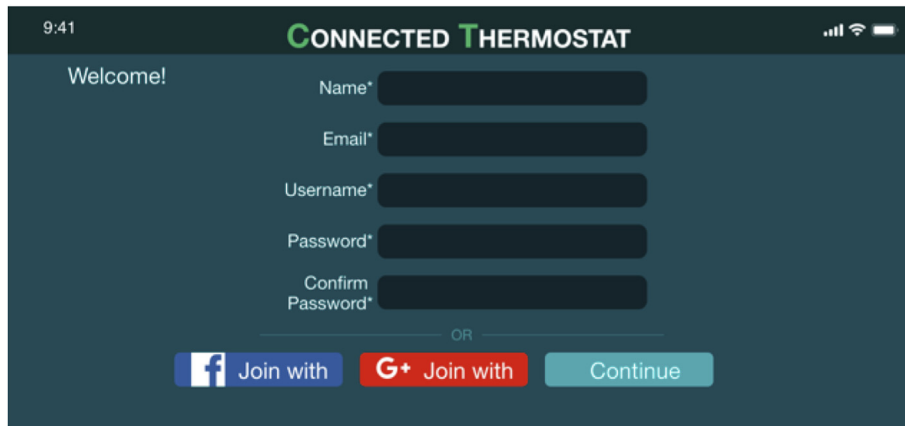 9:41
CONNECTED THERMOSTAT
Welcome!
Name*
Email*
Username*
Password*
Confirm
Password*
OR
f Join with
G+ Join with
Continue